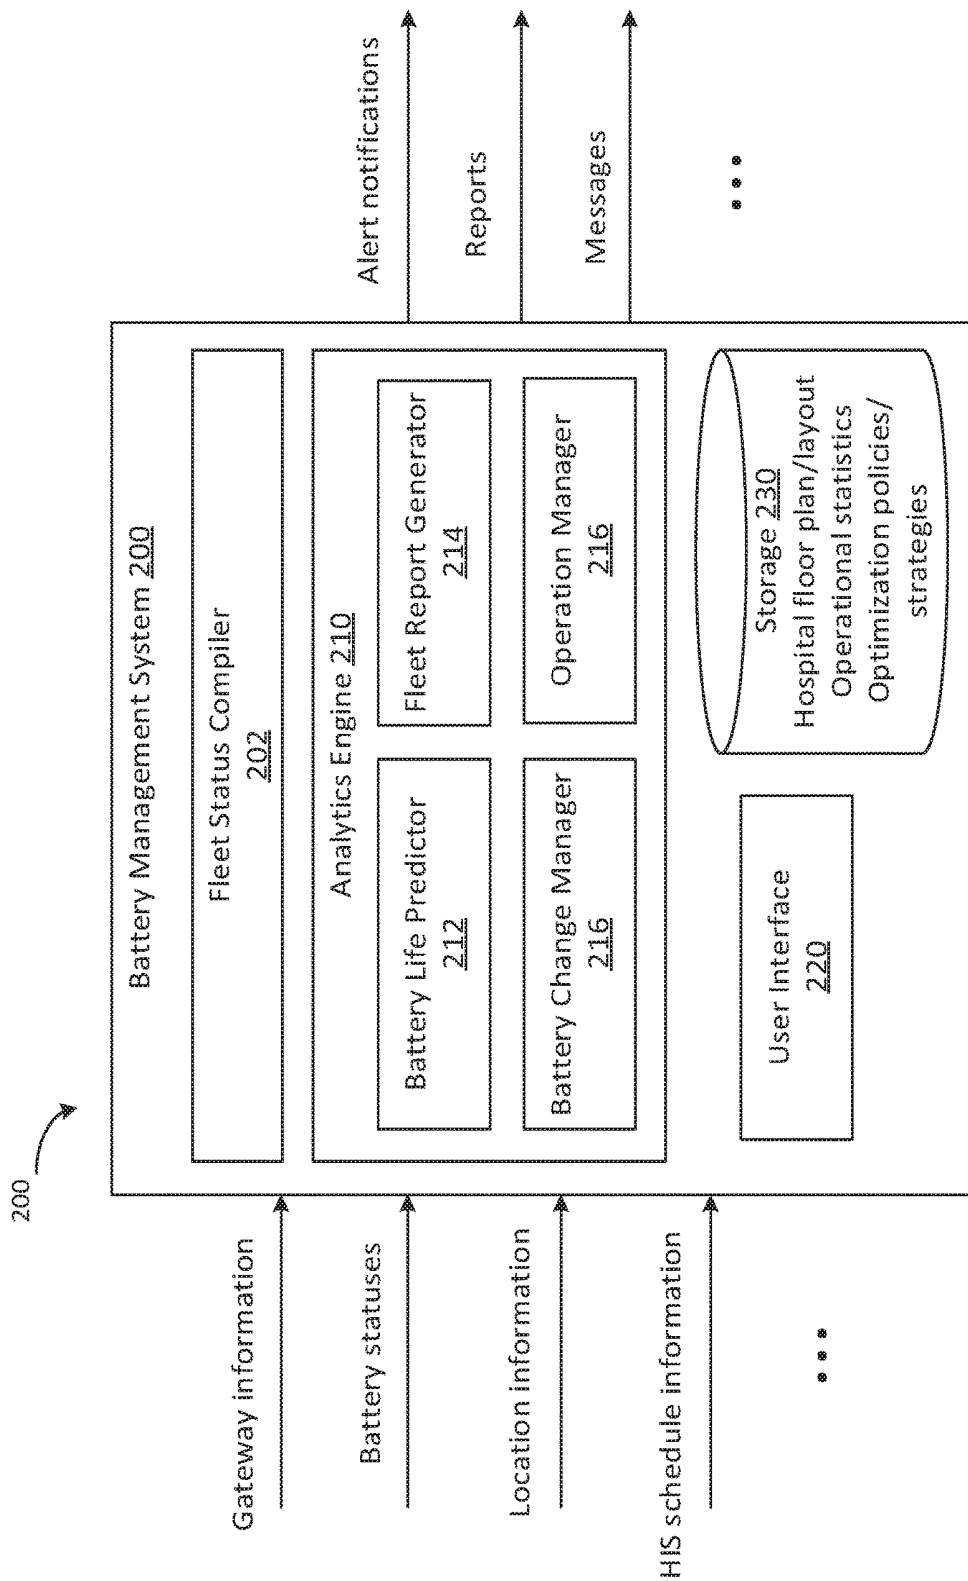 200
Gateway information
Battery statuses
Location information
HIS schedule information
Battery Management System 200
Fleet Status Compiler
202
Analytics Engine 210
Battery Life Predictor
212
Fleet Report Generator
214
Battery Change Manager
216
Operation Manager
216
User Interface
220
Storage 230
Hospital floor plan/layout
Operational statistics
Optimization policies/
strategies
Alert notifications
Reports
Messages